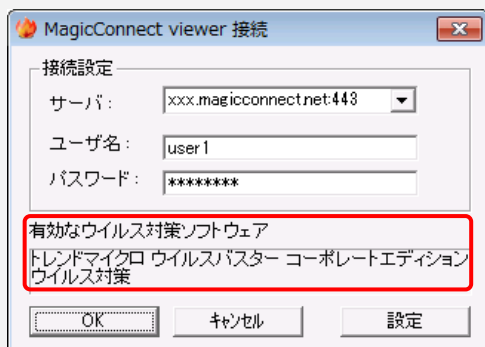 MagicConnect viewer 接続
接続設定
サーバ: xxx.magicconnect.net:443
ユーザ名: user1
パスワード: ********
有効なウイルス対策ソフトウェア
トレンドマイクロ ウイルスバスター コーポレートエディション
ウイルス対策
OK キャンセル 設定